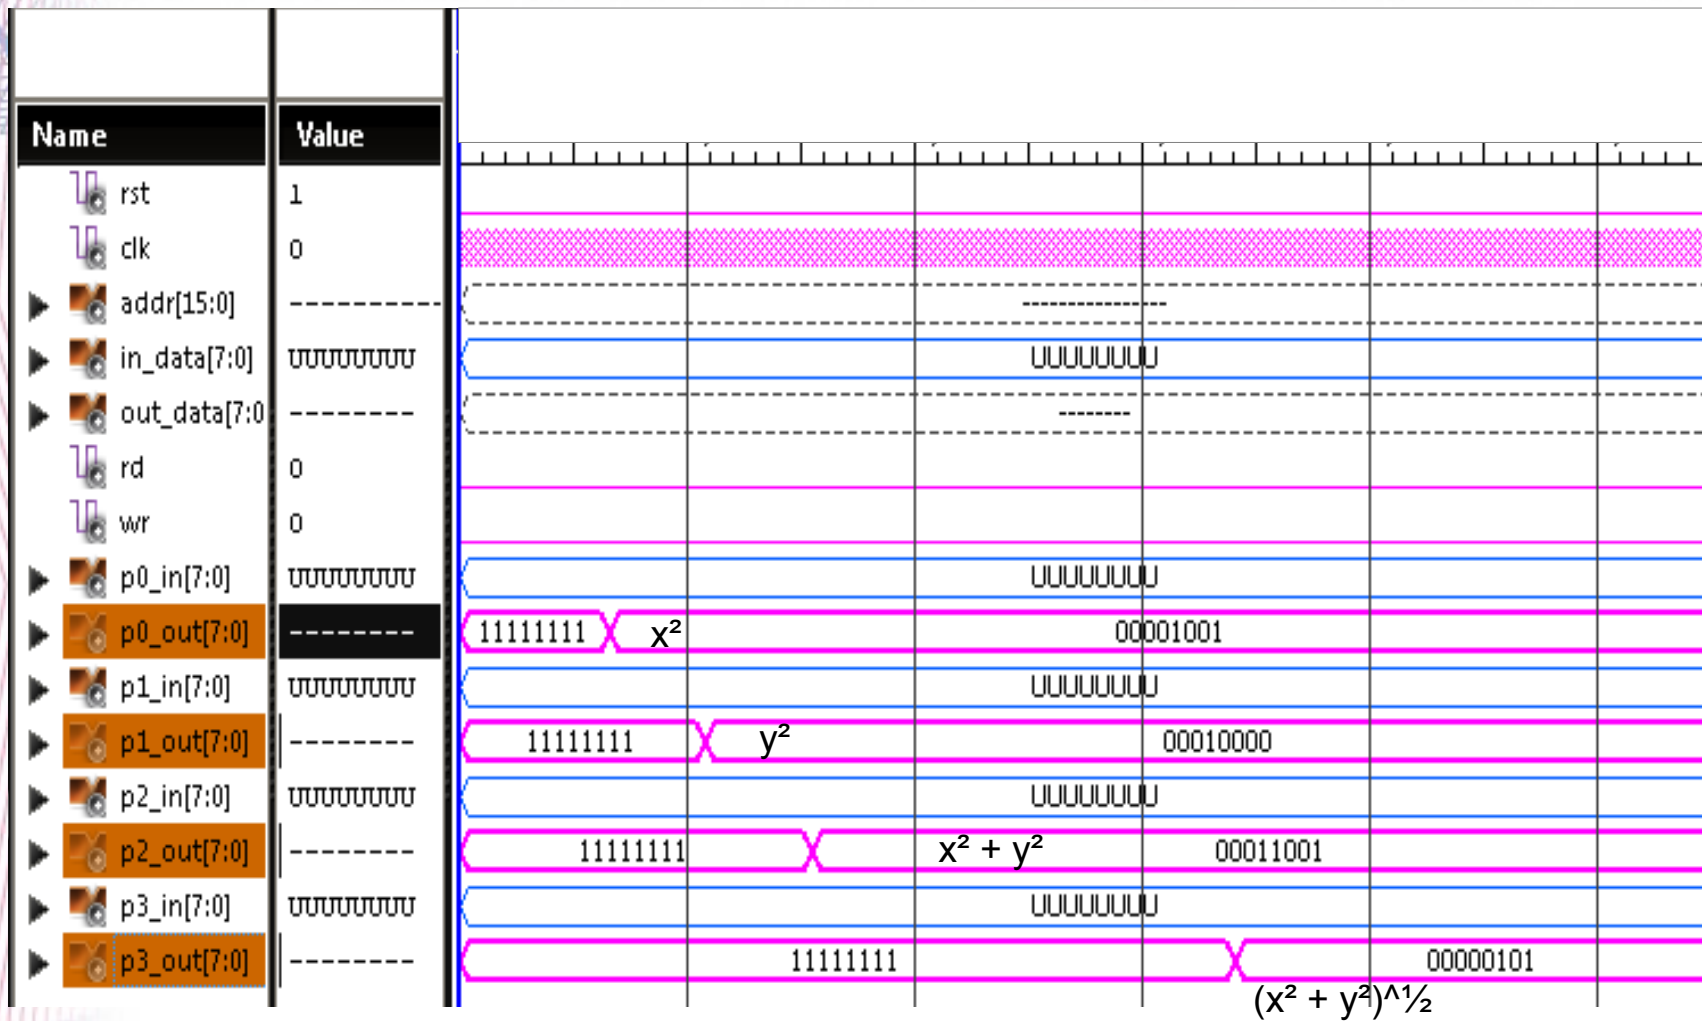 Name Value
rst 1
clk 0
addr[15:0] ---------- ----------------
in_data[7:0] UUUUUUUU UUUUUUUU
out_data[7:0 -------- --------
rd 0
wr 0
p0_in[7:0] UUUUUUUU UUUUUUUU
p0_out[7:0] -------- 11111111 x² 00001001
p1_in[7:0] UUUUUUUU UUUUUUUU
p1_out[7:0] -------- 11111111 y² 00010000
p2_in[7:0] UUUUUUUU UUUUUUUU
p2_out[7:0] -------- 11111111 x² + y² 00011001
p3_in[7:0] UUUUUUUU UUUUUUUU
p3_out[7:0] -------- 11111111 00000101
(x² + y²)^½